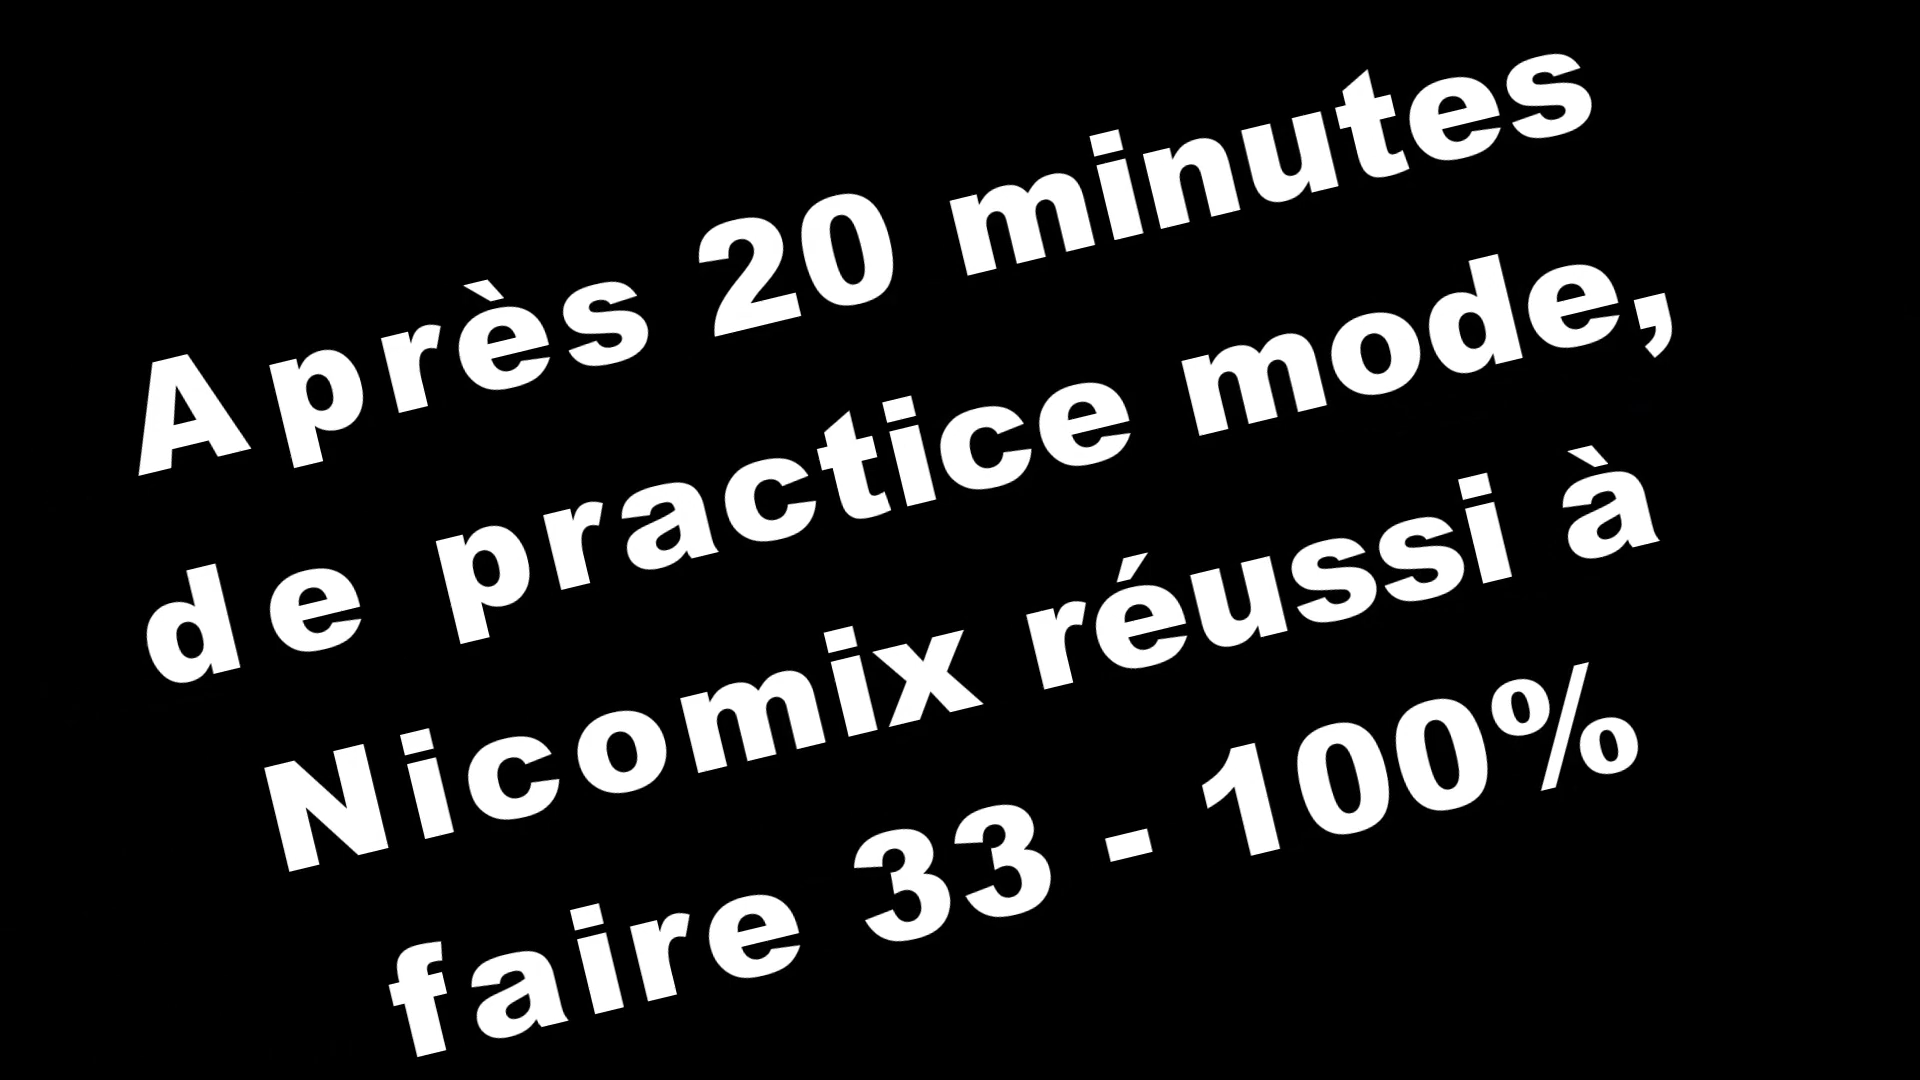 Après 20 minutes
de practice mode,
Nicomix réussi à
faire 33 - 100%